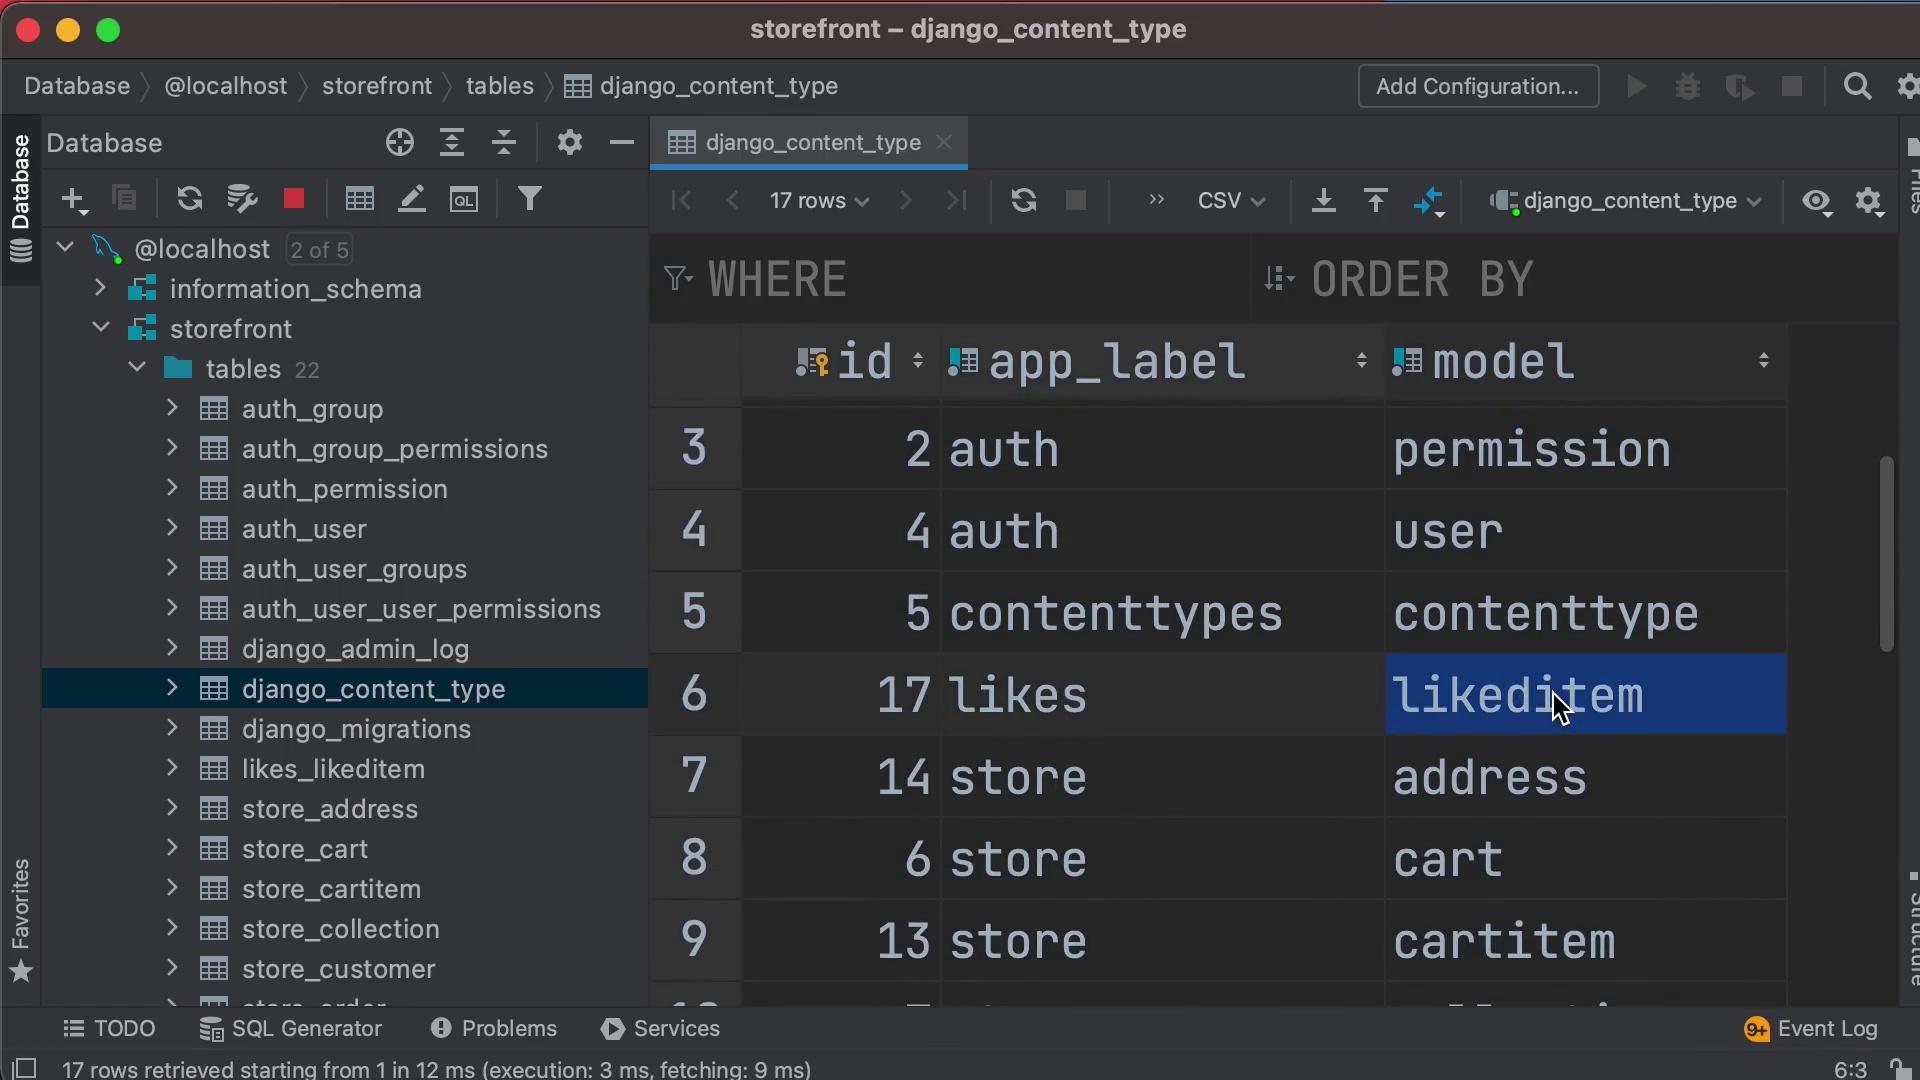 storefront – django_content_type
Database
@localhost
storefront
tables
django_content_type
Add Configuration...
Database
Database
django_content_type
17 rows
CSV
django_content_type
Files
QL
@localhost 2 of 5
information_schema
storefront
tables 22
auth_group
auth_group_permissions
auth_permission
auth_user
auth_user_groups
auth_user_user_permissions
django_admin_log
django_content_type
django_migrations
likes_likeditem
store_address
store_cart
store_cartitem
store_collection
store_customer
WHERE
ORDER BY
id app_label model
3 2 auth permission
4 4 auth user
5 5 contenttypes contenttype
6 17 likes likeditem
7 14 store address
8 6 store cart
9 13 store cartitem
Favorites
Structure
TODO
SQL Generator
Problems
Services
9+ Event Log
17 rows retrieved starting from 1 in 12 ms (execution: 3 ms, fetching: 9 ms)
6:3